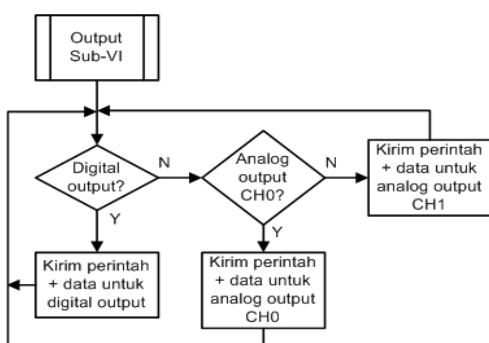 Output
Sub-VI
Digital
output?
N
Y
Analog
output
CH0?
N
Y
Kirim perintah
+ data untuk
analog output
CH1
Kirim perintah
+ data untuk
digital output
Kirim perintah
+ data untuk
analog output
CH0